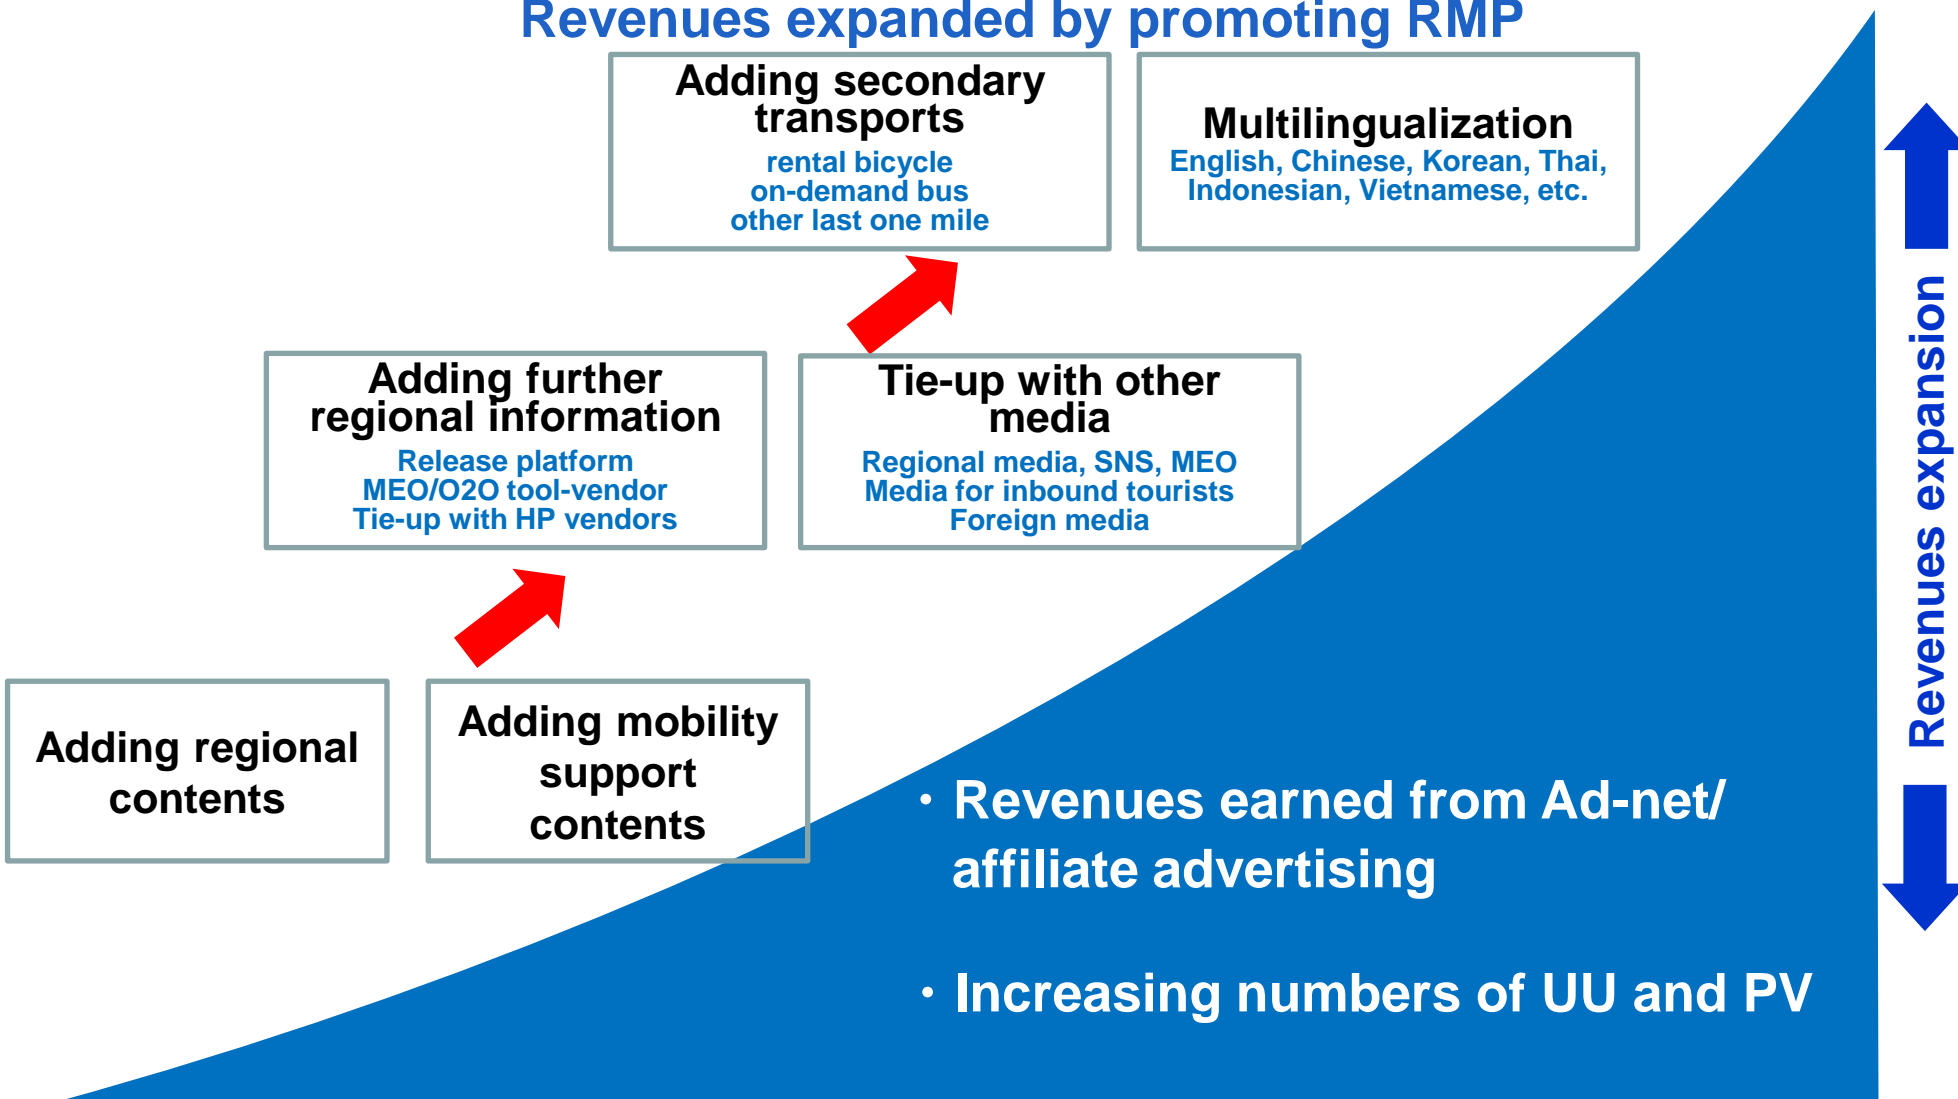 Revenues expanded by promoting RMP
Adding secondary
transports
rental bicycle
on-demand bus
other last one mile
Multilingualization
English, Chinese, Korean, Thai,
Indonesian, Vietnamese, etc.
Adding further
regional information
Release platform
MEO/O2O tool-vendor
Tie-up with HP vendors
Tie-up with other
media
Regional media, SNS, MEO
Media for inbound tourists
Foreign media
Adding regional
contents
Adding mobility
support
contents
・Revenues earned from Ad-net/
affiliate advertising
・Increasing numbers of UU and PV
Revenues expansion